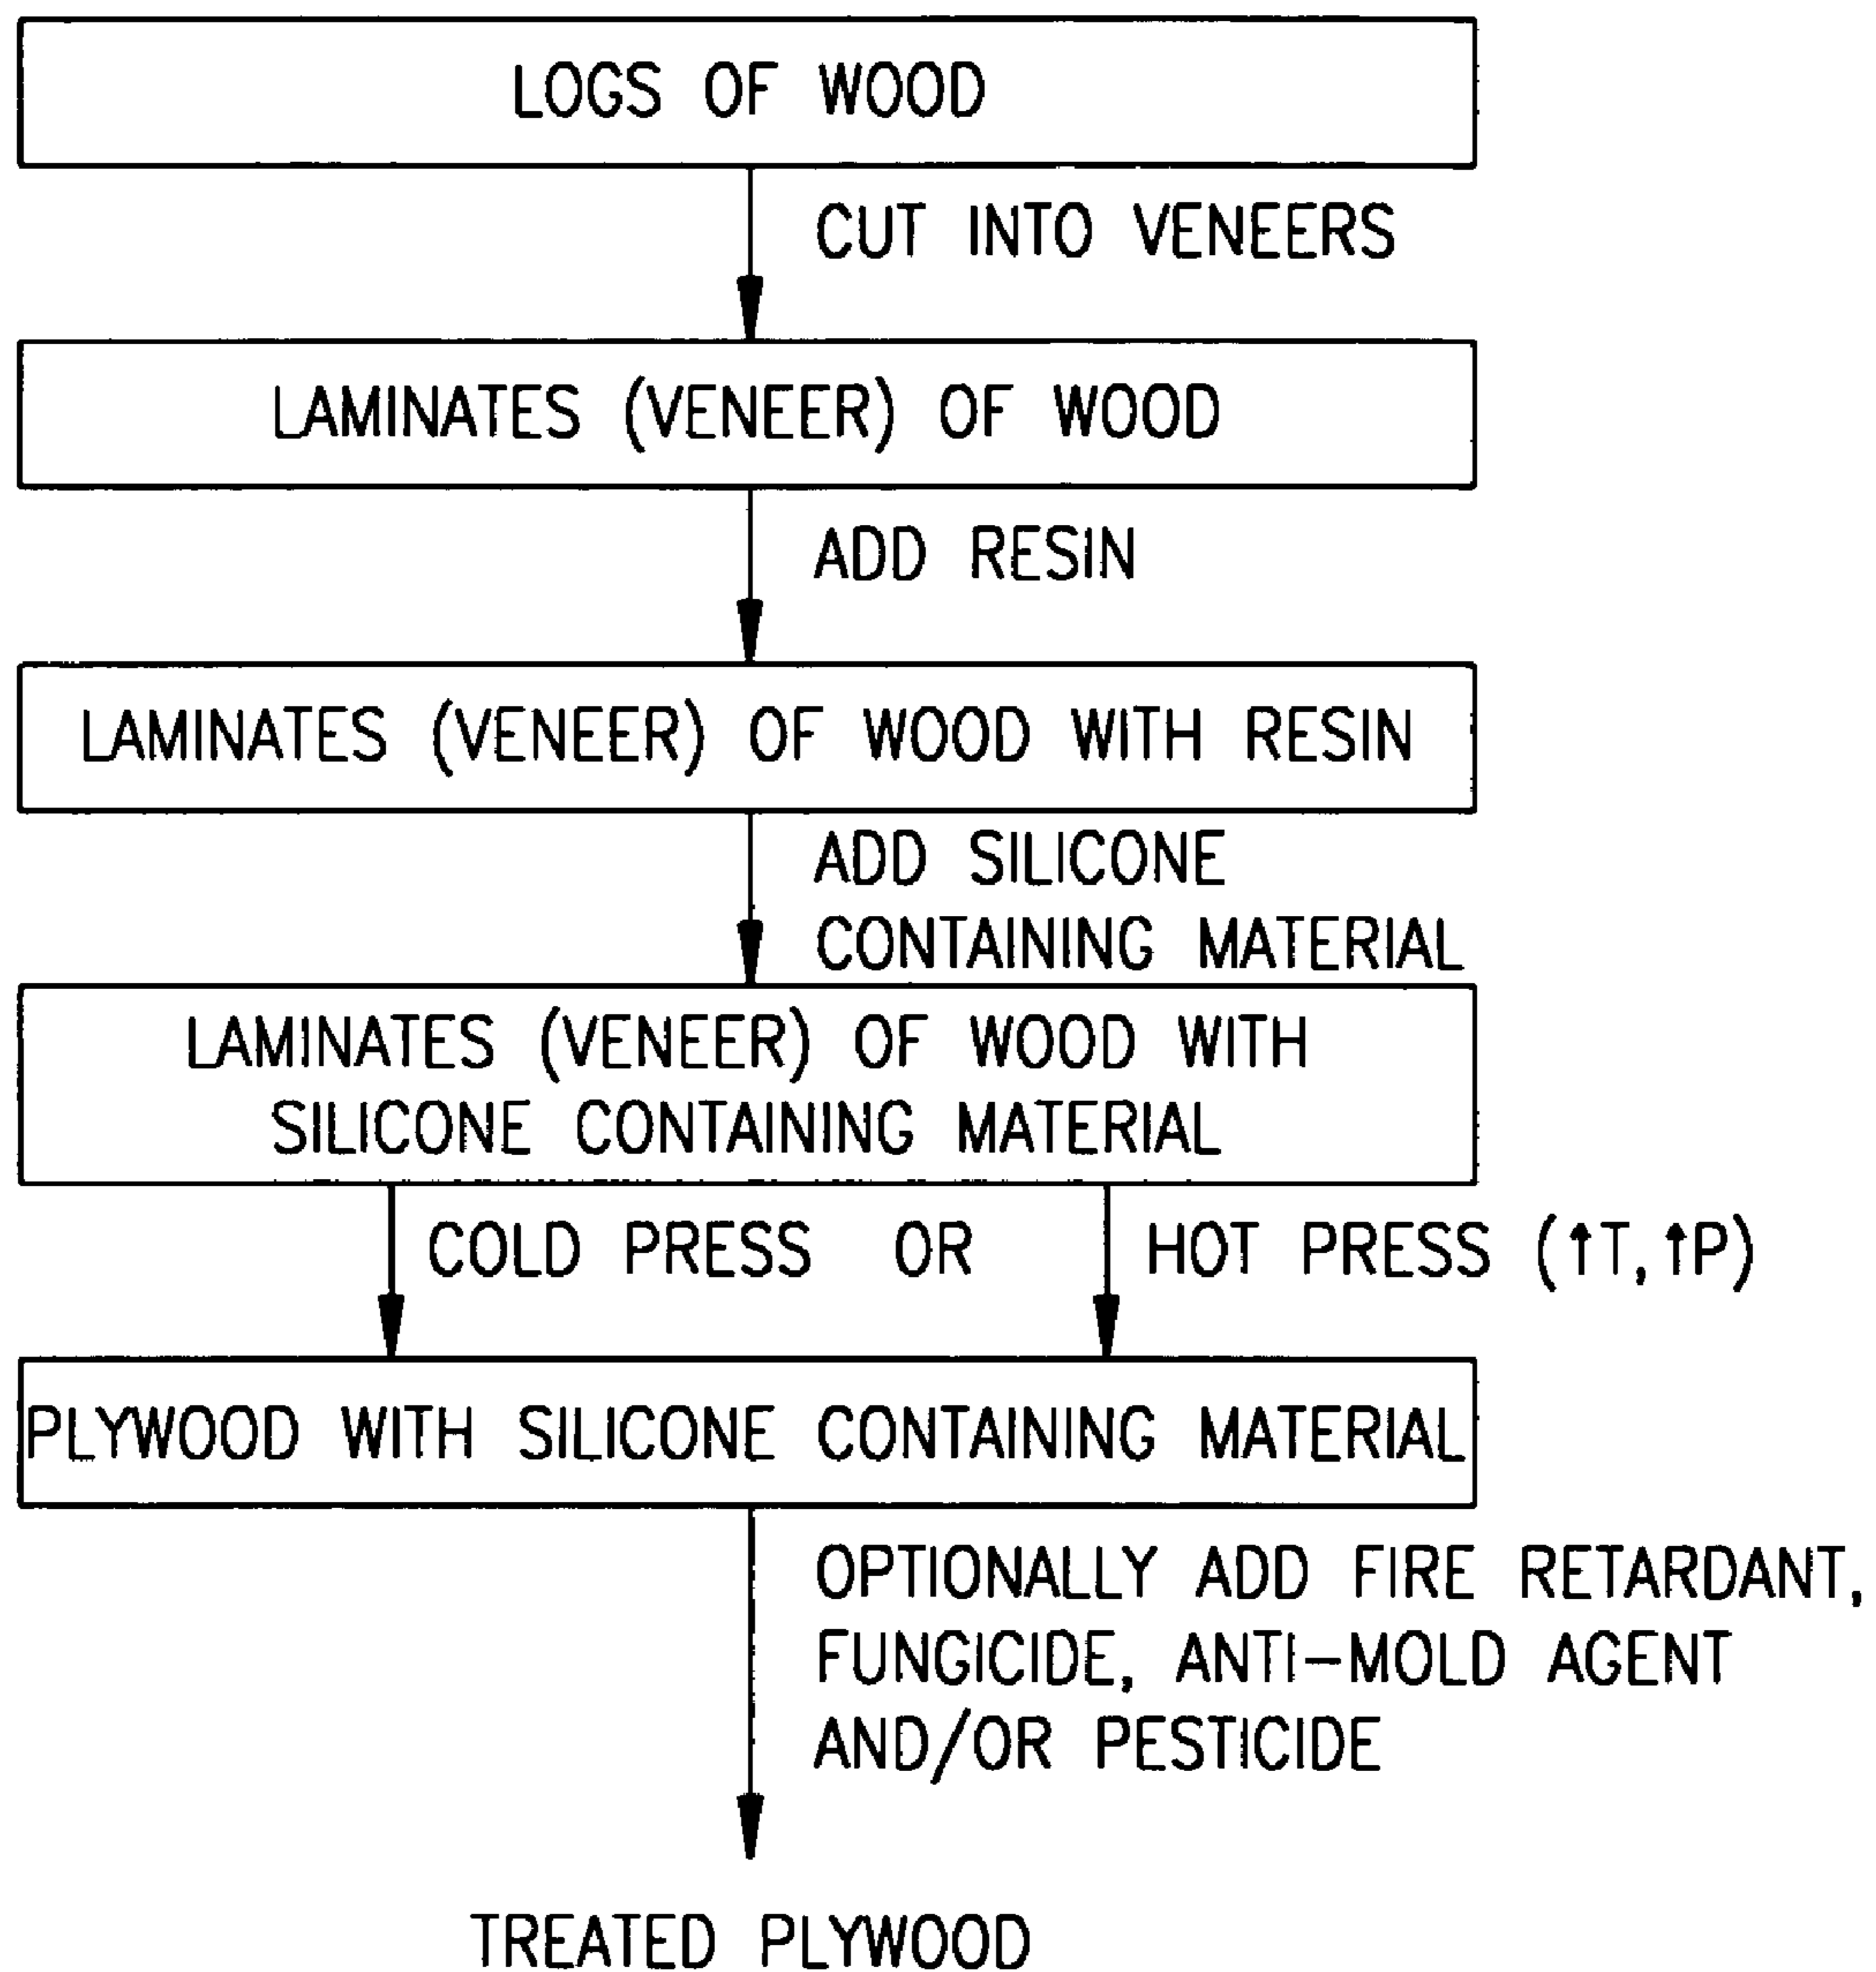 LOGS OF WOOD
CUT INTO VENEERS
LAMINATES (VENEER) OF WOOD
ADD RESIN
LAMINATES (VENEER) OF WOOD WITH RESIN
ADD SILICONE
CONTAINING MATERIAL
LAMINATES (VENEER) OF WOOD WITH
SILICONE CONTAINING MATERIAL
COLD PRESS OR HOT PRESS (↑T,↑P)
PLYWOOD WITH SILICONE CONTAINING MATERIAL
OPTIONALLY ADD FIRE RETARDANT,
FUNGICIDE, ANTI-MOLD AGENT
AND/OR PESTICIDE
TREATED PLYWOOD